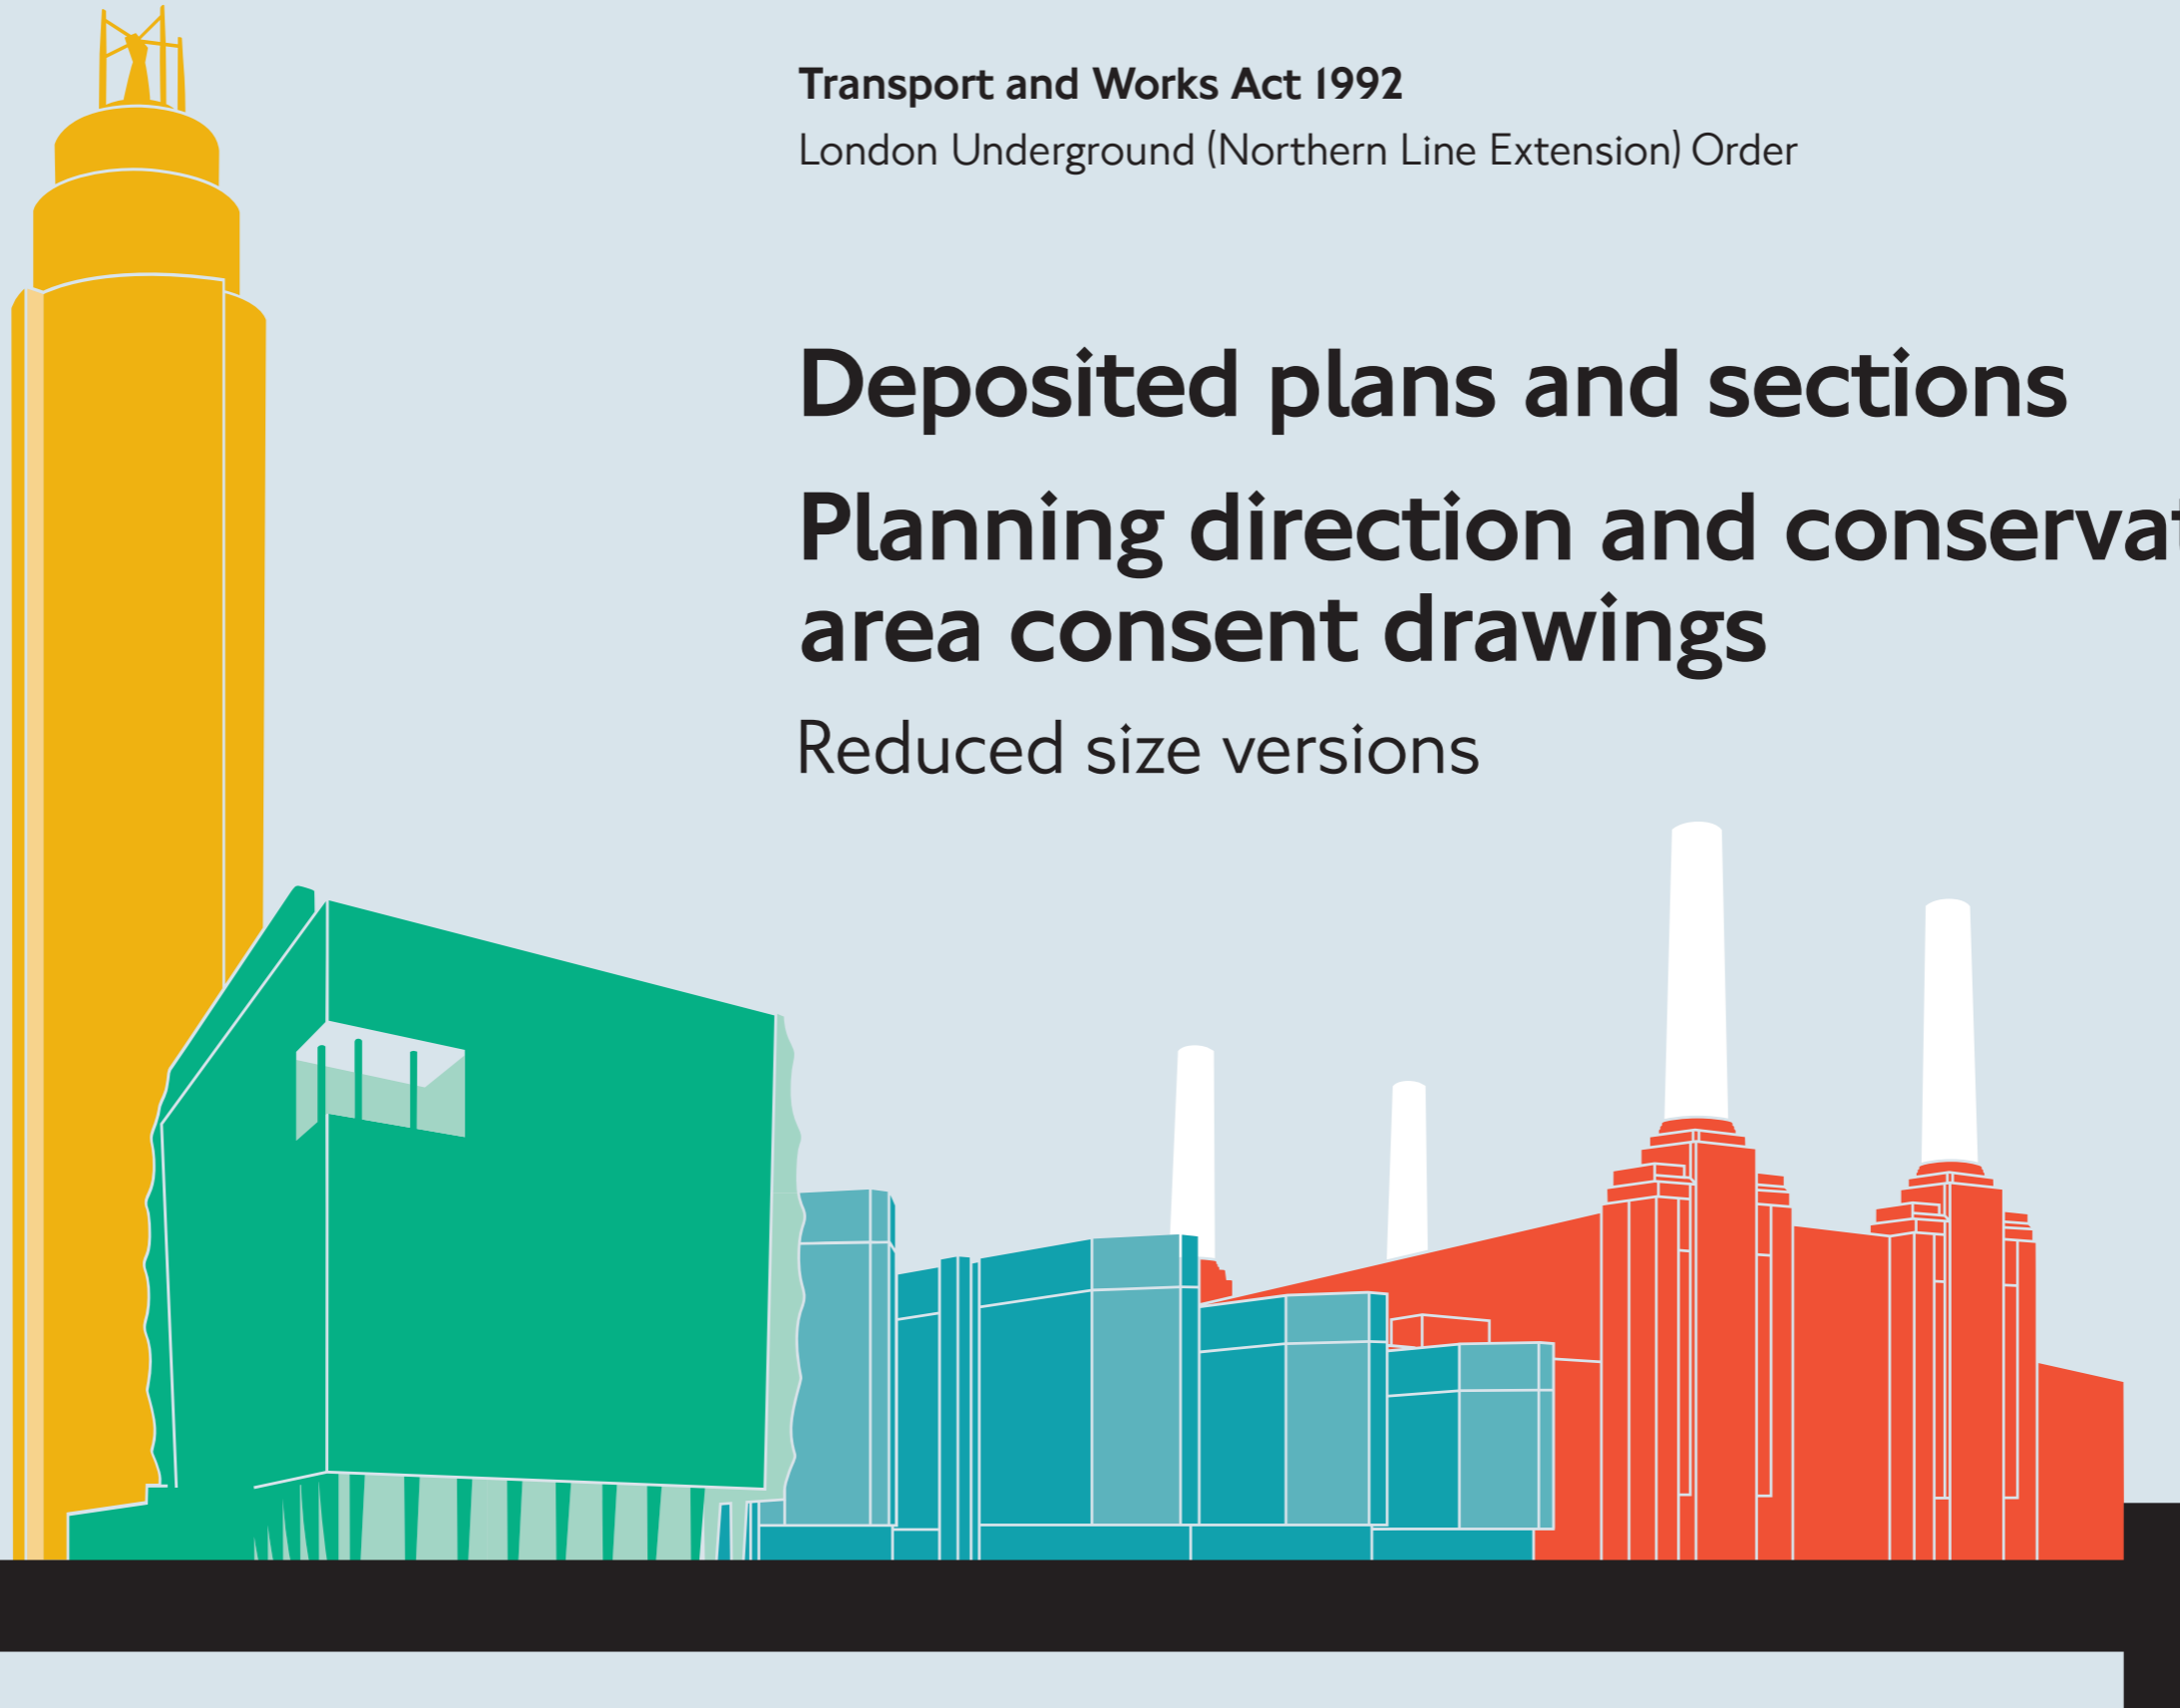 Transport and Works Act 1992
London Underground (Northern Line Extension) Order
Deposited plans and sections
Planning direction and
area consent drawings
Reduced size versions